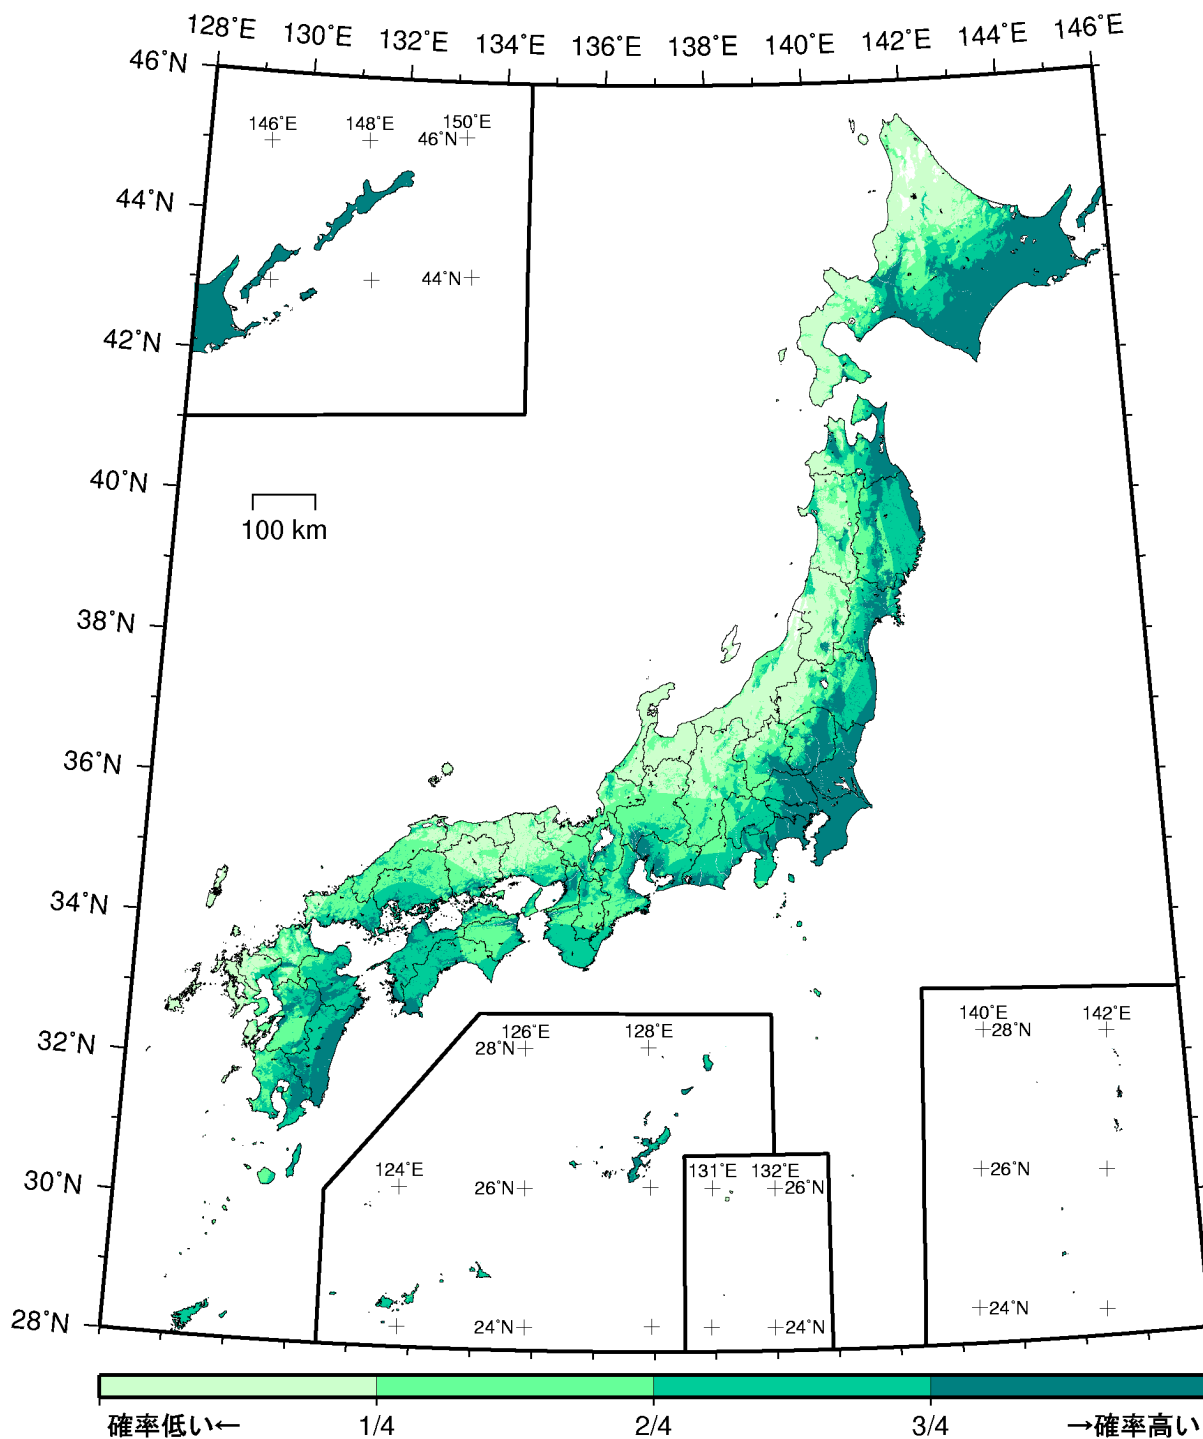 128˚E 130˚E 132˚E 134˚E 136˚E 138˚E 140˚E 142˚E 144˚E 146˚E
46˚N
146˚E 148˚E 150˚E
46˚N
44˚N
44˚N
42˚N
40˚N
100 km
38˚N
36˚N
34˚N
32˚N
126˚E 128˚E
28˚N
140˚E 142˚E
28˚N
30˚N
124˚E
26˚N
131˚E 132˚E
26˚N
26˚N
28˚N
24˚N
24˚N
24˚N
確率低い← 1/4 2/4 3/4 →確率高い